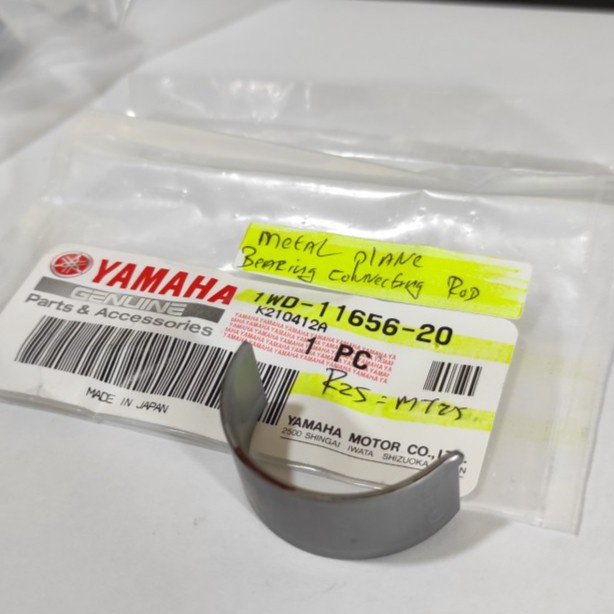 metal plane
Bearing connecting Rod
YAMAHA
GENUINE
Parts & Accessories
1WD-11656-20
K210412A
1 PC
R25 = MT25
MADE IN JAPAN
YAMAHA MOTOR CO.,
2500 SHINGAI IWATA SHIZUOKA